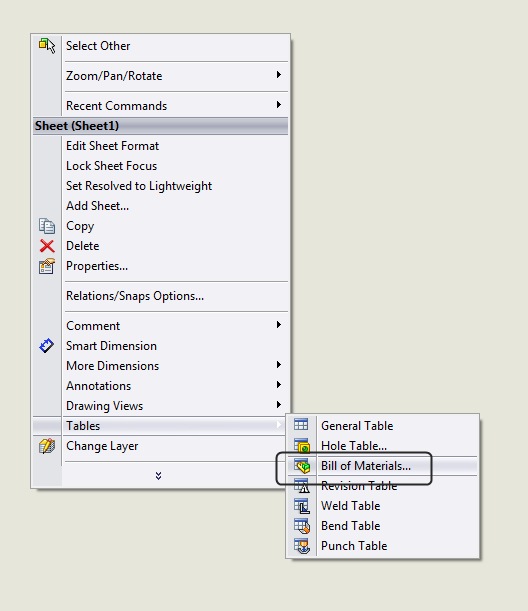 Select Other
Zoom/Pan/Rotate
Recent Commands
Sheet (Sheet1)
Edit Sheet Format
Lock Sheet Focus
Set Resolved to Lightweight
Add Sheet...
Copy
Delete
Properties...
Relations/Snaps Options...
Comment
Smart Dimension
More Dimensions
Annotations
Drawing Views
Tables
Change Layer
General Table
Hole Table...
Bill of Materials...
Revision Table
Weld Table
Bend Table
Punch Table